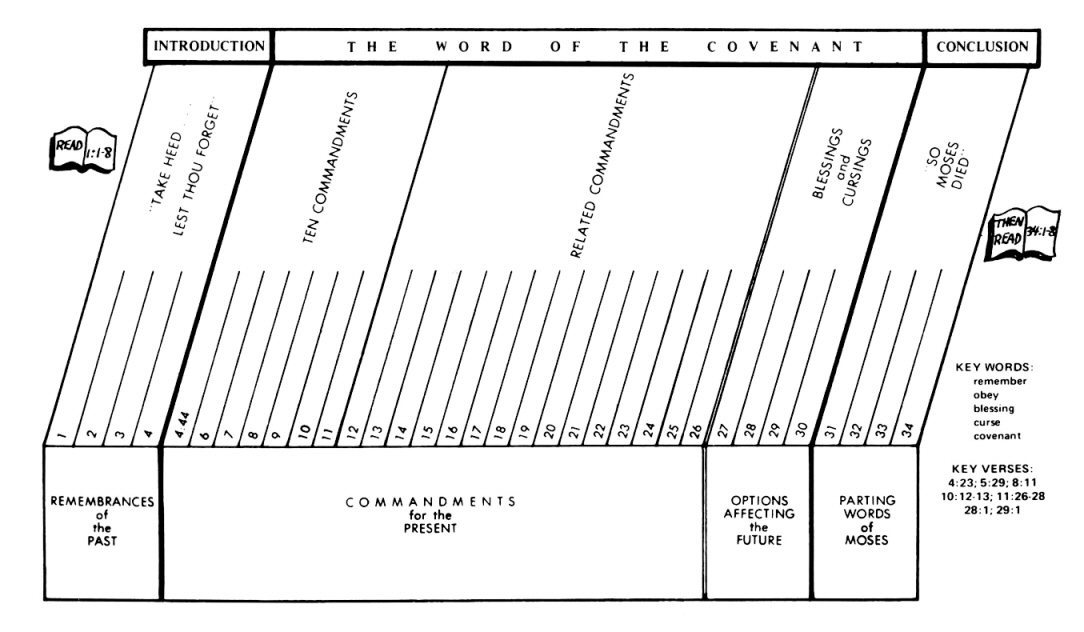 INTRODUCTION
THE WORD OF THE COVENANT
CONCLUSION
READ 1:1-8
"TAKE HEED . . . .
LEST THOU FORGET"
TEN COMMANDMENTS
RELATED COMMANDMENTS
BLESSINGS
and
CURSINGS
"SO
MOSES
DIED"
THEN
READ 34:1-8
1 2 3 4 4:44 6 7 8 9 10 11 12 13 14 15 16 17 18 19 20 21 22 23 24 25 26 27 28 29 30 31 32 33 34
KEY WORDS:
remember
obey
blessing
curse
covenant
KEY VERSES:
4:23; 5:29; 8:11
10:12-13; 11:26-28
28:1; 29:1
REMEMBRANCES
of
the
PAST
COMMANDMENTS
for the
PRESENT
OPTIONS
AFFECTING
the
FUTURE
PARTING
WORDS
of
MOSES